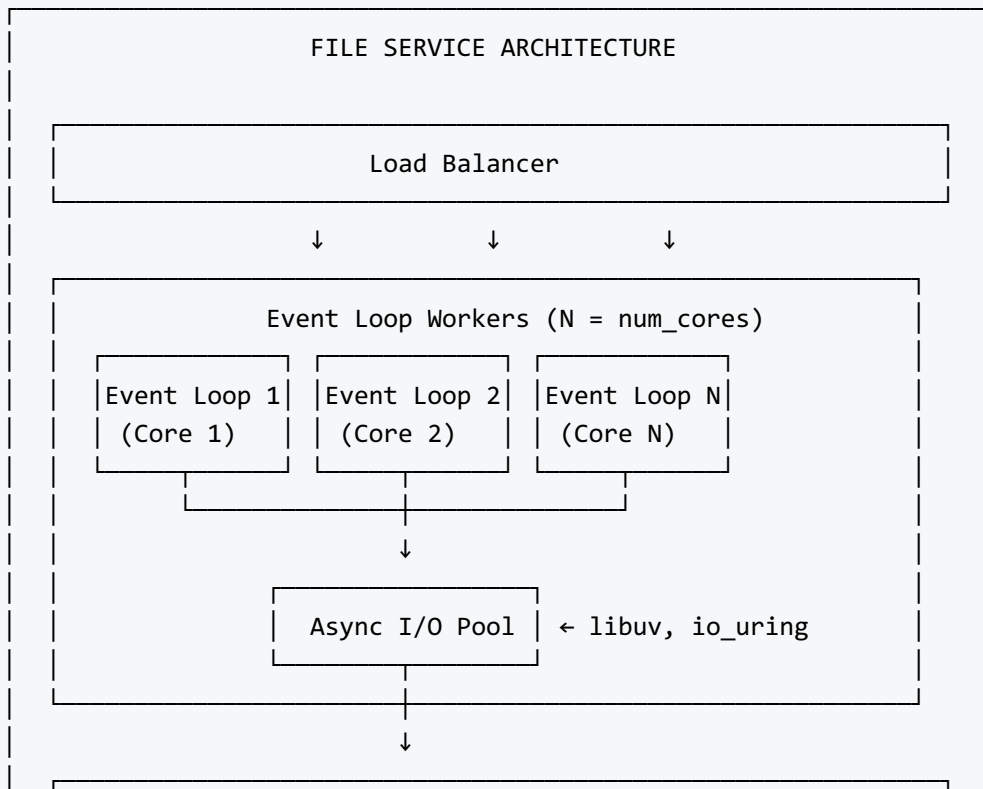 FILE SERVICE ARCHITECTURE
Load Balancer
↓ ↓ ↓
Event Loop Workers (N = num_cores)
Event Loop 1 Event Loop 2 Event Loop N
(Core 1) (Core 2) (Core N)
↓
Async I/O Pool ← libuv, io_uring
↓